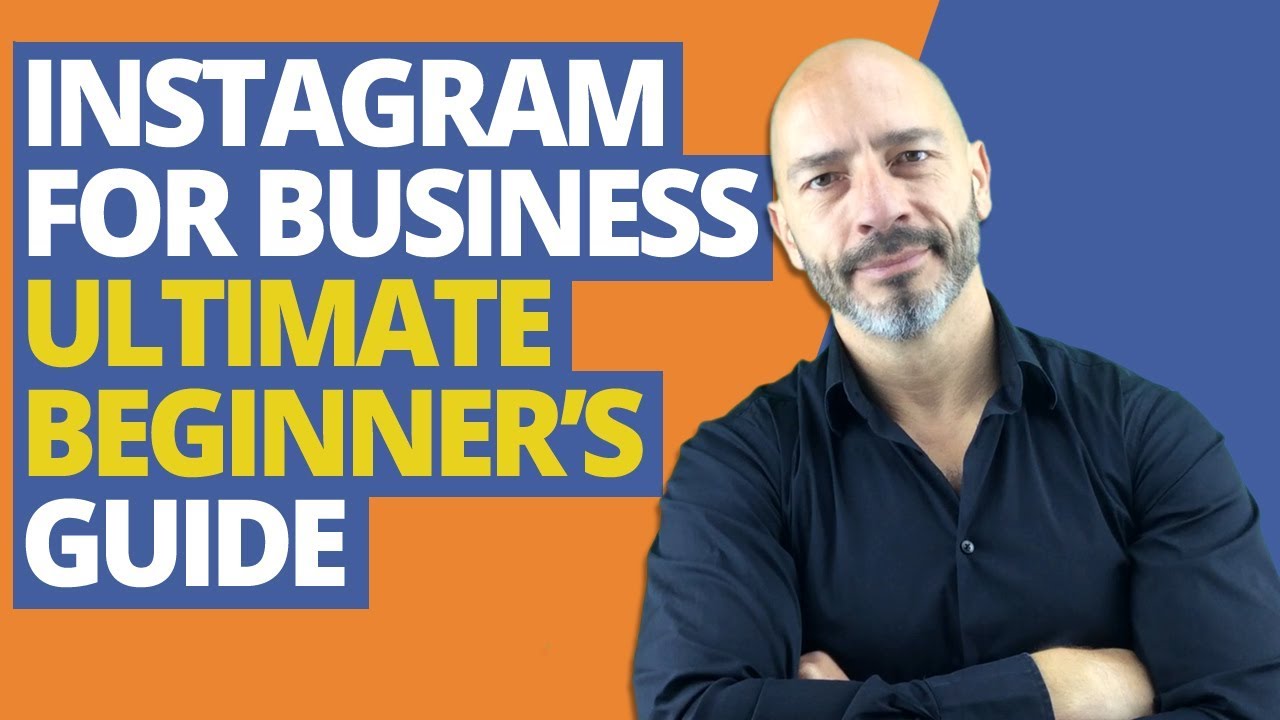 INSTAGRAM
FOR BUSINESS
ULTIMATE
BEGINNER’S
GUIDE